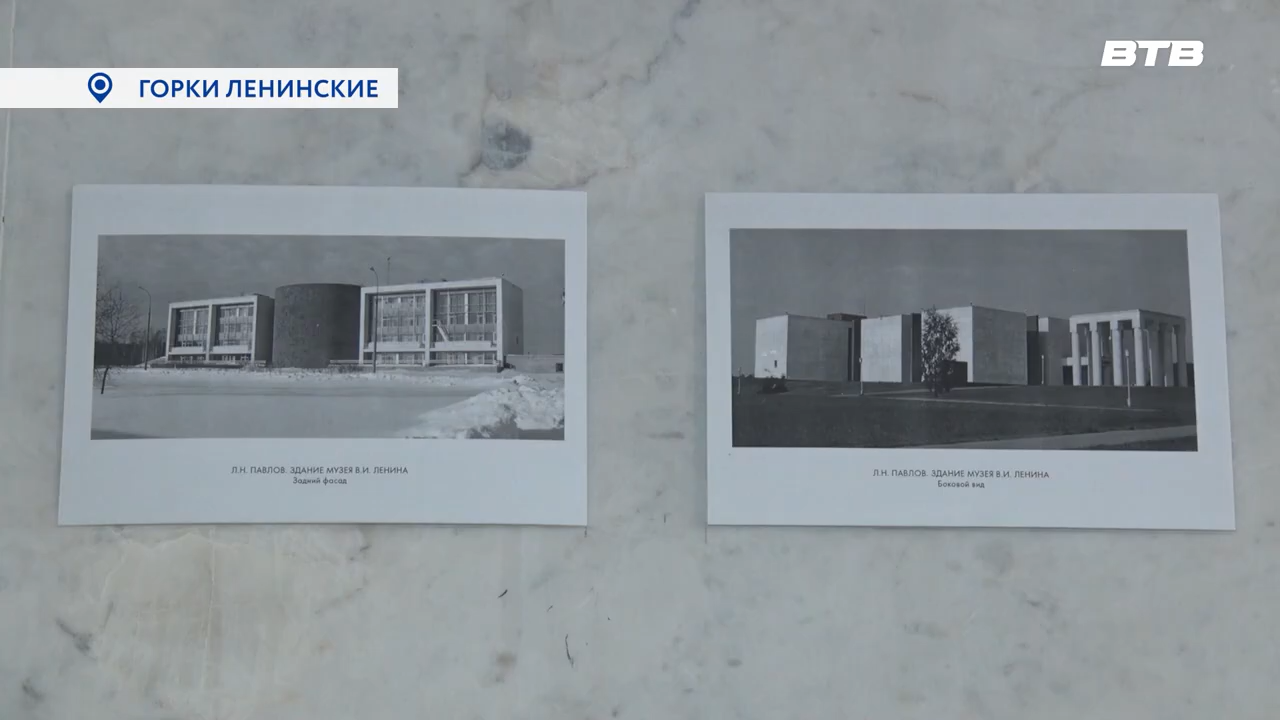 ВТВ
ГОРКИ ЛЕНИНСКИЕ
Л.Н. ПАВЛОВ. ЗДАНИЕ МУЗЕЯ В.И. ЛЕНИНА
Задний фасад
Л.Н. ПАВЛОВ. ЗДАНИЕ МУЗЕЯ В.И. ЛЕНИНА
Боковой вид